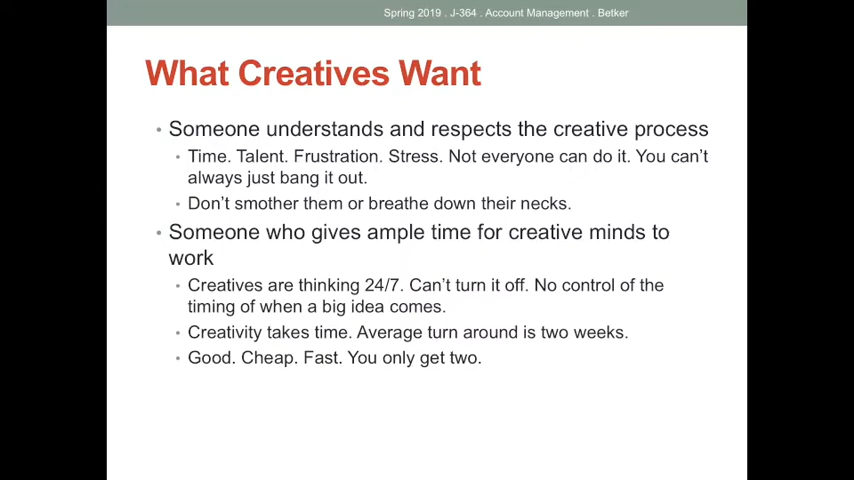 Spring 2019 . J-364 . Account Management . Betker
What Creatives Want
• Someone understands and respects the creative process
• Time. Talent. Frustration. Stress. Not everyone can do it. You can’t
always just bang it out.
• Don’t smother them or breathe down their necks.
• Someone who gives ample time for creative minds to
work
• Creatives are thinking 24/7. Can’t turn it off. No control of the
timing of when a big idea comes.
• Creativity takes time. Average turn around is two weeks.
• Good. Cheap. Fast. You only get two.